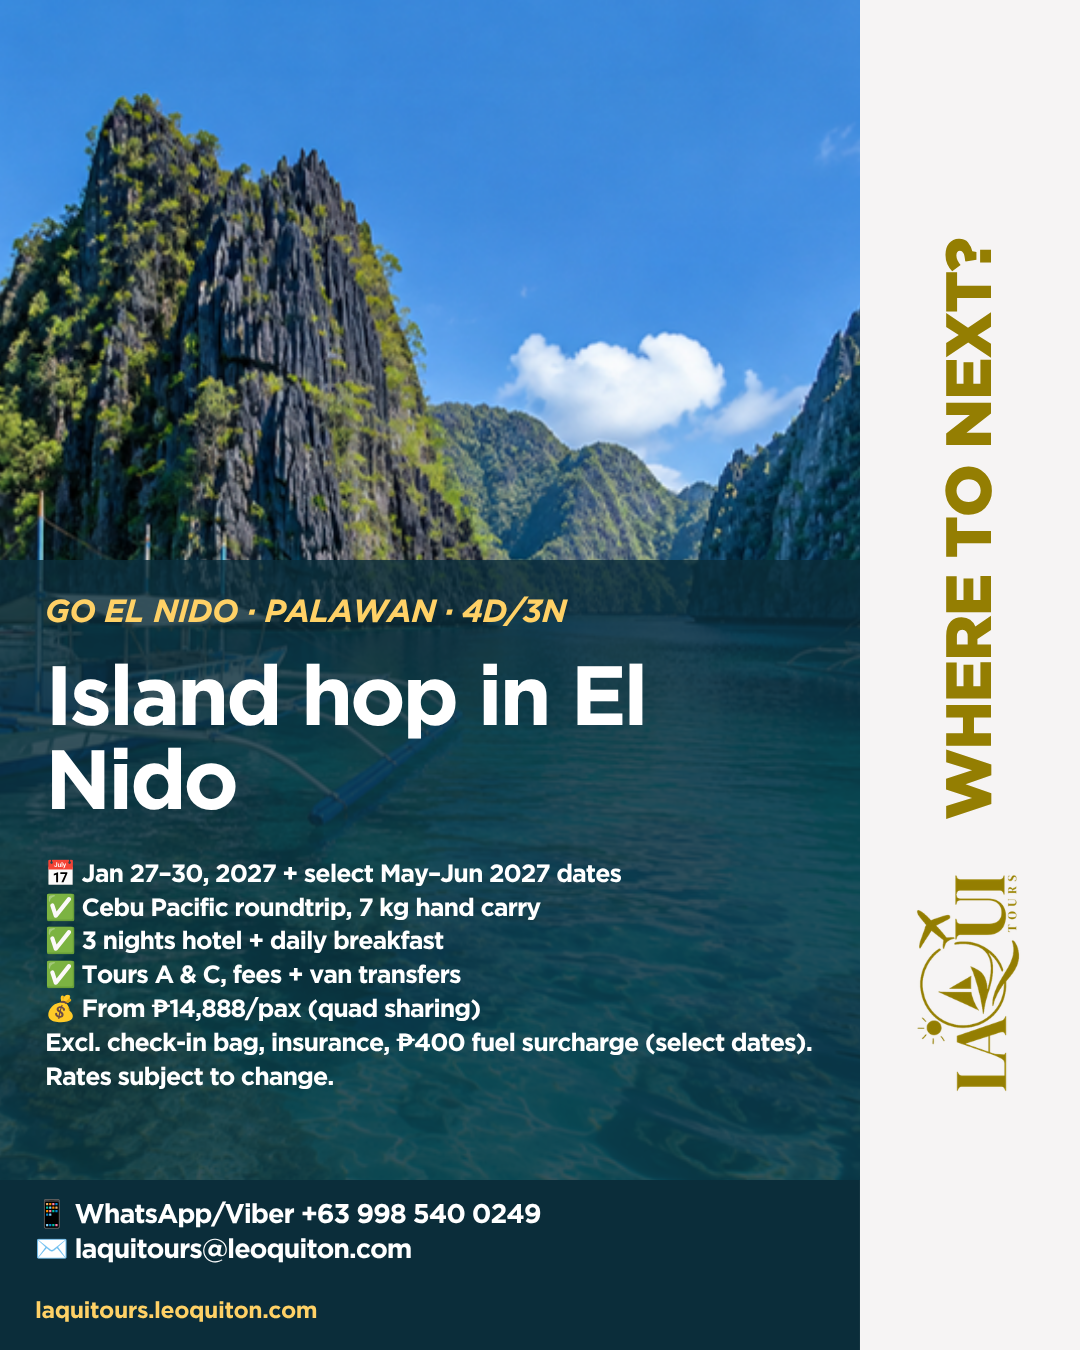 GO EL NIDO · PALAWAN · 4D/3N
Island hop in El
Nido
📅 Jan 27–30, 2027 + select May–Jun 2027 dates
✅ Cebu Pacific roundtrip, 7 kg hand carry
✅ 3 nights hotel + daily breakfast
✅ Tours A & C, fees + van transfers
💰 From ₱14,888/pax (quad sharing)
Excl. check-in bag, insurance, ₱400 fuel surcharge (select dates).
Rates subject to change.
📱 WhatsApp/Viber +63 998 540 0249
✉️ laquitours@leoquiton.com
laquitours.leoquiton.com
WHERE TO NEXT?
LAQUI
TOURS